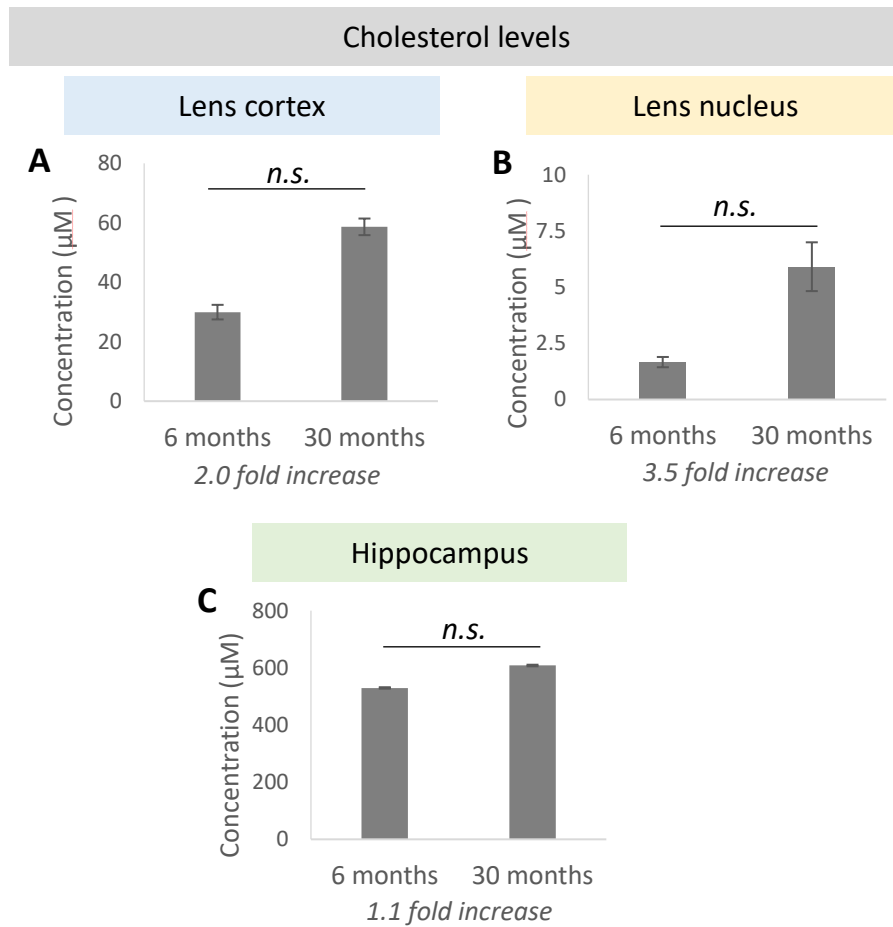 Cholesterol levels
Lens cortex
Lens nucleus
A
Concentration (µM)
80
60
40
20
0
n.s.
6 months 30 months
2.0 fold increase
B
Concentration (µM )
10
7.5
5
2.5
0
n.s.
6 months 30 months
3.5 fold increase
Hippocampus
C
Concentration (µM)
800
600
400
200
0
n.s.
6 months 30 months
1.1 fold increase